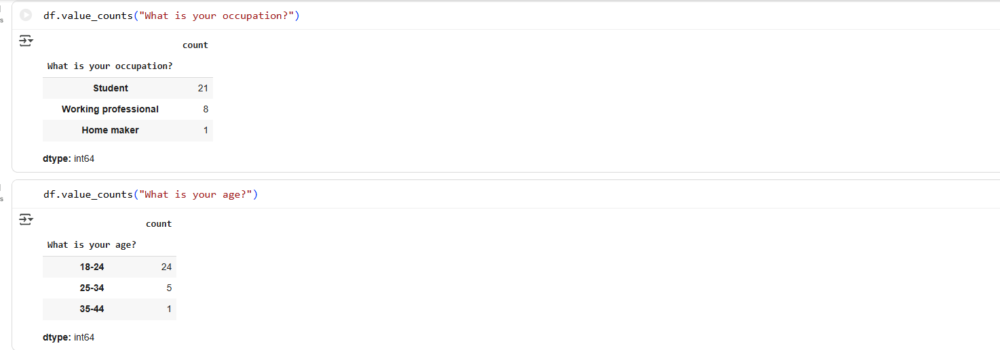 df.value_counts("What is your occupation?")
count
What is your occupation?
Student 21
Working professional 8
Home maker 1
dtype: int64
df.value_counts("What is your age?")
count
What is your age?
18-24 24
25-34 5
35-44 1
dtype: int64